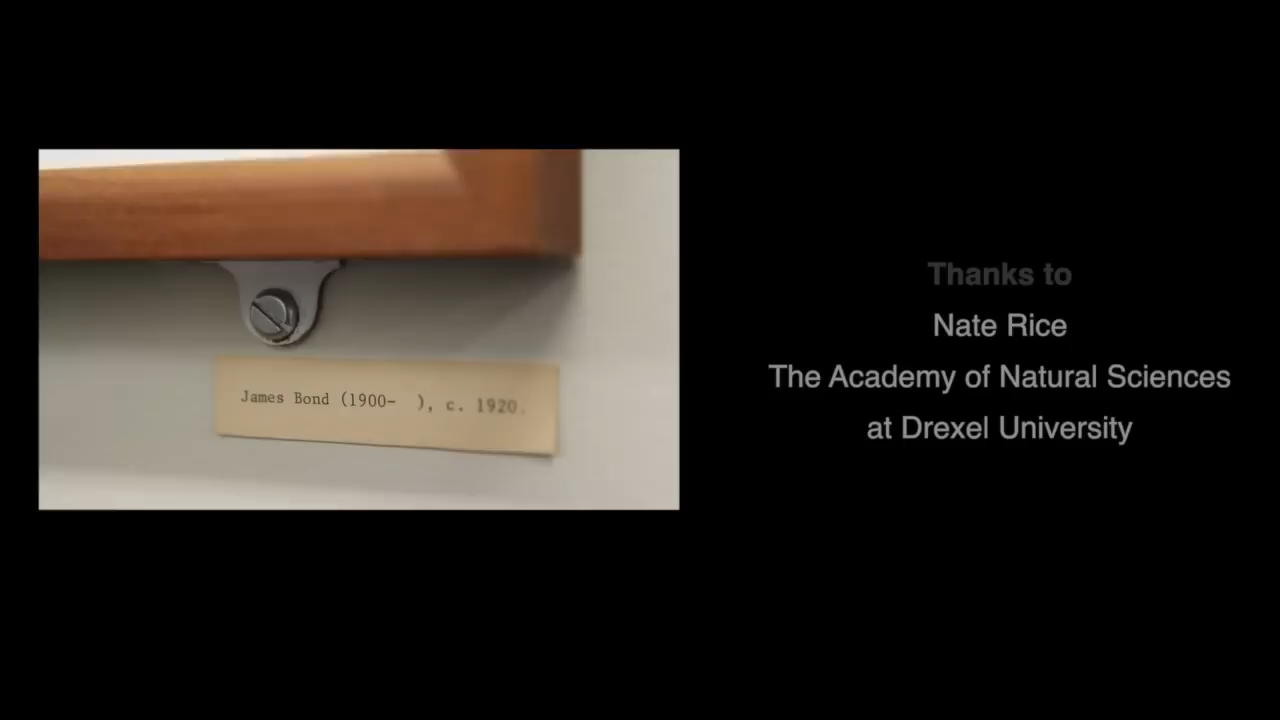 James Bond (1900-  ), c. 1920.
Thanks to
Nate Rice
The Academy of Natural Sciences
at Drexel University